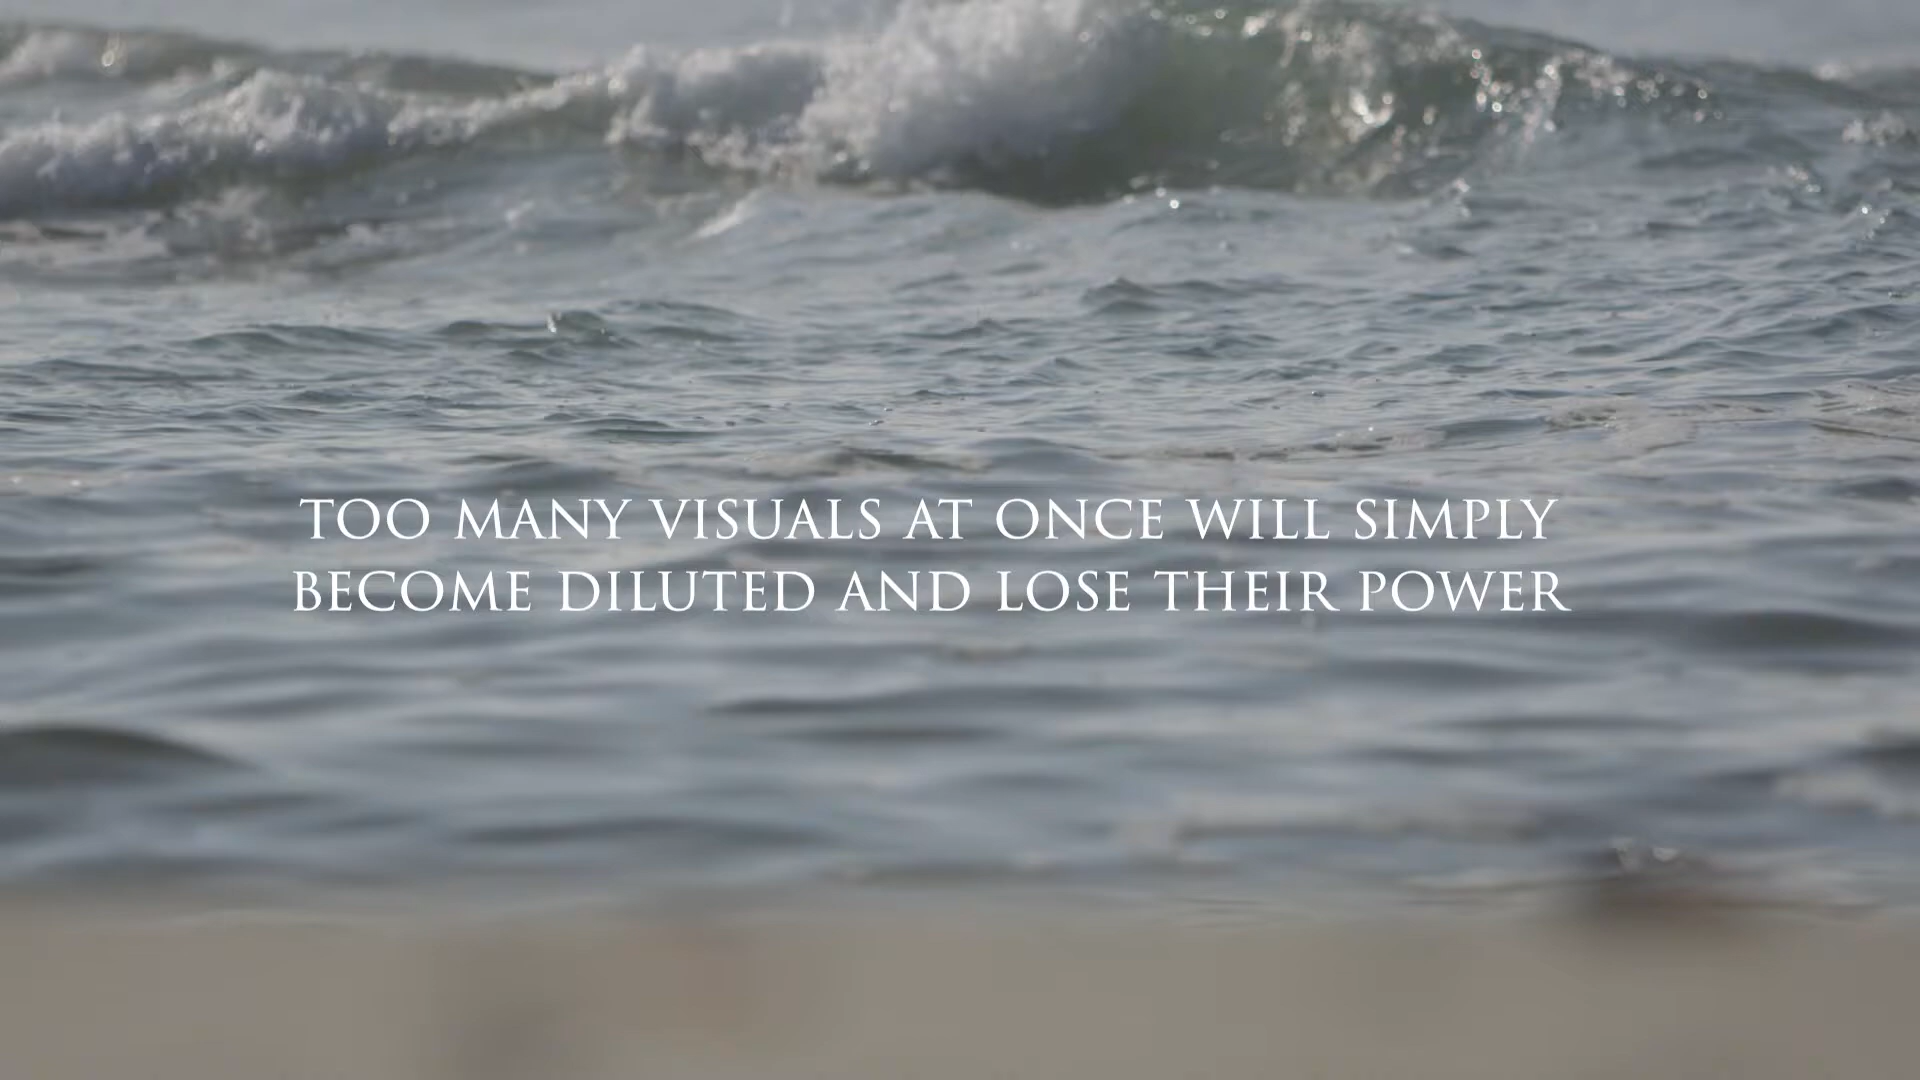 TOO MANY VISUALS AT ONCE WILL SIMPLY
BECOME DILUTED AND LOSE THEIR POWER